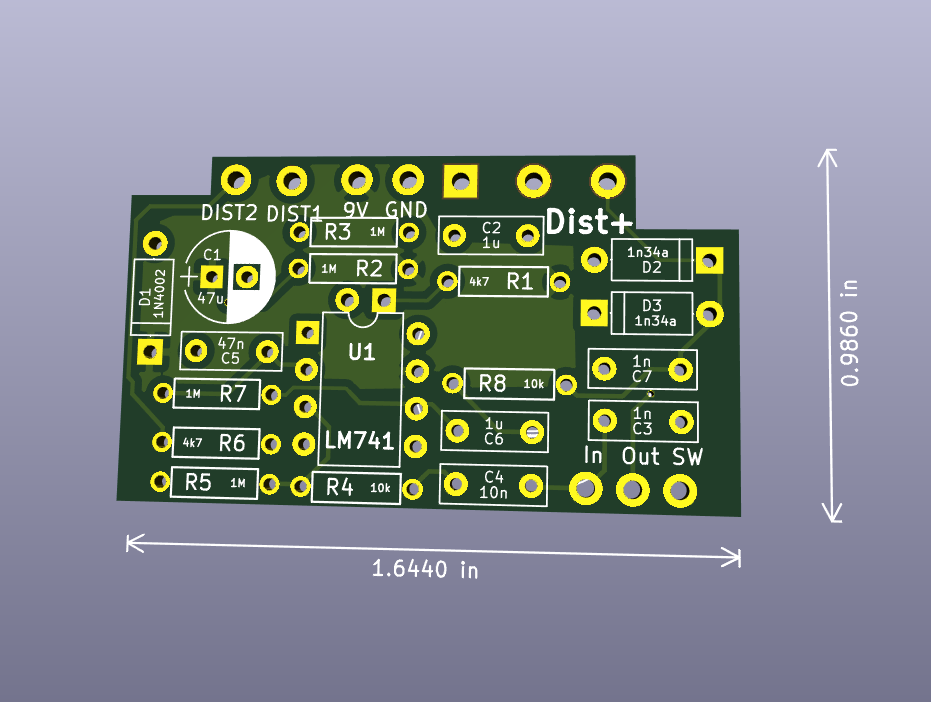 DIST2 DIST1 9V GND
Dist+
R3 1M
C2
1u
1M R2
4k7 R1
1n34a
D2
D3
1n34a
C1
+
47u
D1
1N4002
47n
C5
U1
LM741
R8 10k
1n
C7
1n
C3
1M R7
1u
C6
4k7 R6
In Out SW
R5 1M
R4 10k
C4
10n
0.9860 in
1.6440 in